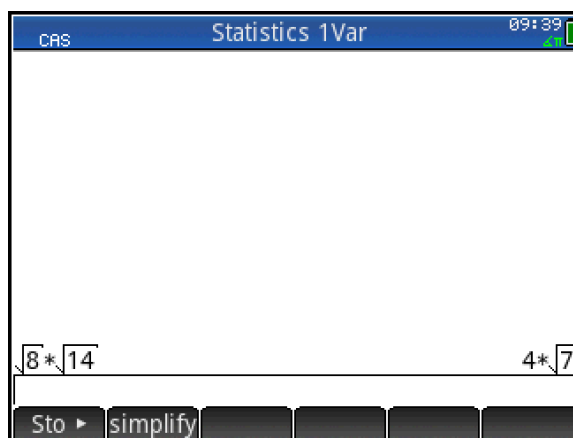 CAS Statistics 1Var 09:39
∡π
√8*√14 4*√7
Sto ► simplify